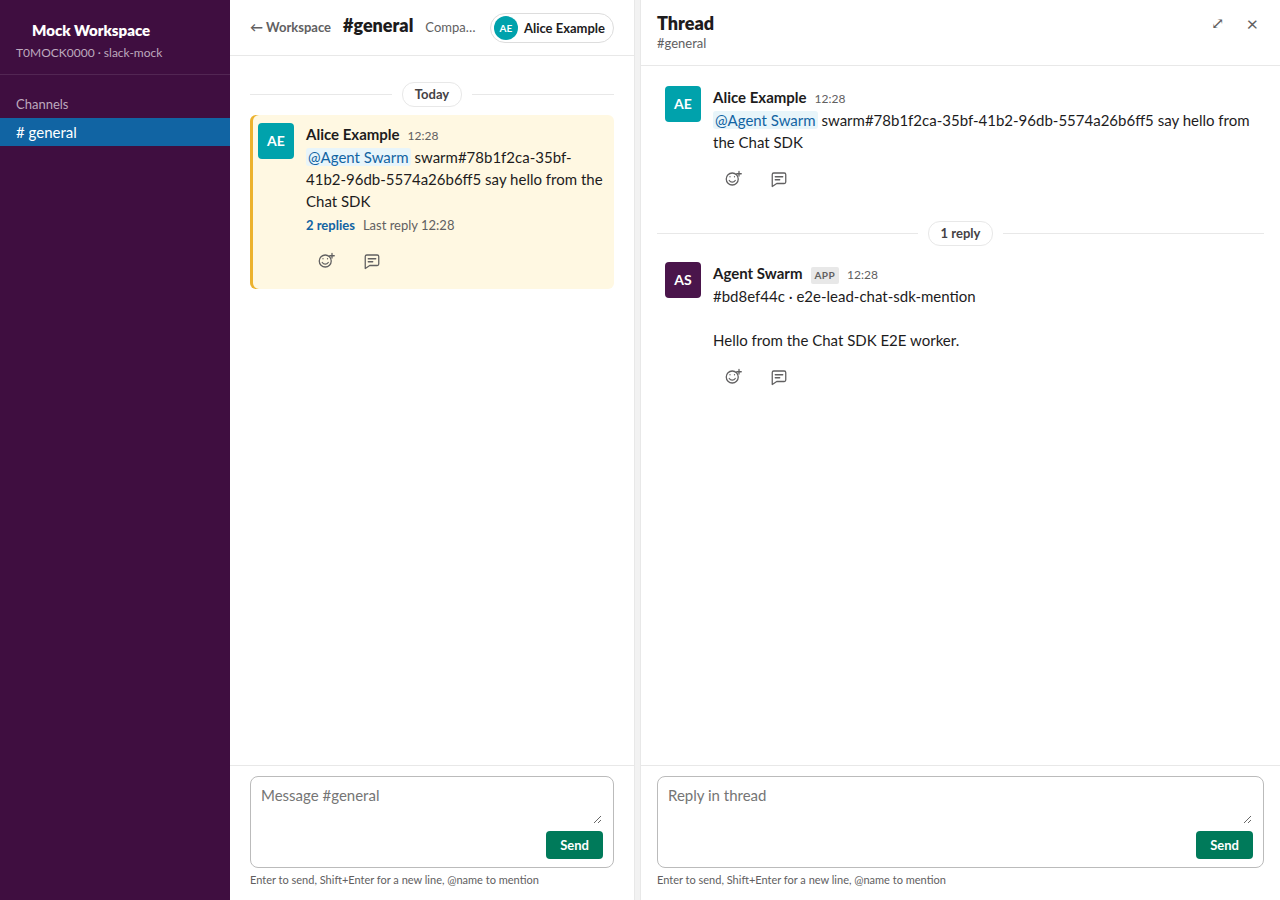 Mock Workspace
T0MOCK0000 · slack-mock
Channels
# general
← Workspace #general Compa... AE Alice Example
Today
AE Alice Example 12:28
@Agent Swarm swarm#78b1f2ca-35bf-
41b2-96db-5574a26b6ff5 say hello from the
Chat SDK
2 replies Last reply 12:28
Message #general
Send
Enter to send, Shift+Enter for a new line, @name to mention
Thread
#general
AE Alice Example 12:28
@Agent Swarm swarm#78b1f2ca-35bf-41b2-96db-5574a26b6ff5 say hello from
the Chat SDK
1 reply
AS Agent Swarm APP 12:28
#bd8ef44c · e2e-lead-chat-sdk-mention
Hello from the Chat SDK E2E worker.
Reply in thread
Send
Enter to send, Shift+Enter for a new line, @name to mention